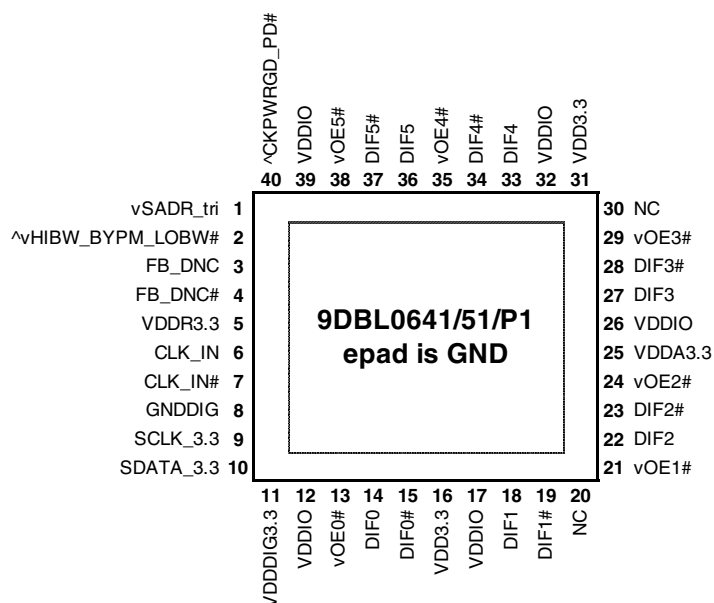 ^CKPWRGD_PD#
VDDIO
vOE5#
DIF5#
DIF5
vOE4#
DIF4#
DIF4
VDDIO
VDD3.3
40 39 38 37 36 35 34 33 32 31
vSADR_tri 1
^vHIBW_BYPM_LOBW# 2
FB_DNC 3
FB_DNC# 4
VDDR3.3 5
CLK_IN 6
CLK_IN# 7
GNDDIG 8
SCLK_3.3 9
SDATA_3.3 10
9DBL0641/51/P1
epad is GND
30 NC
29 vOE3#
28 DIF3#
27 DIF3
26 VDDIO
25 VDDA3.3
24 vOE2#
23 DIF2#
22 DIF2
21 vOE1#
11 12 13 14 15 16 17 18 19 20
VDDDIG3.3
VDDIO
vOE0#
DIF0
DIF0#
VDD3.3
VDDIO
DIF1
DIF1#
NC